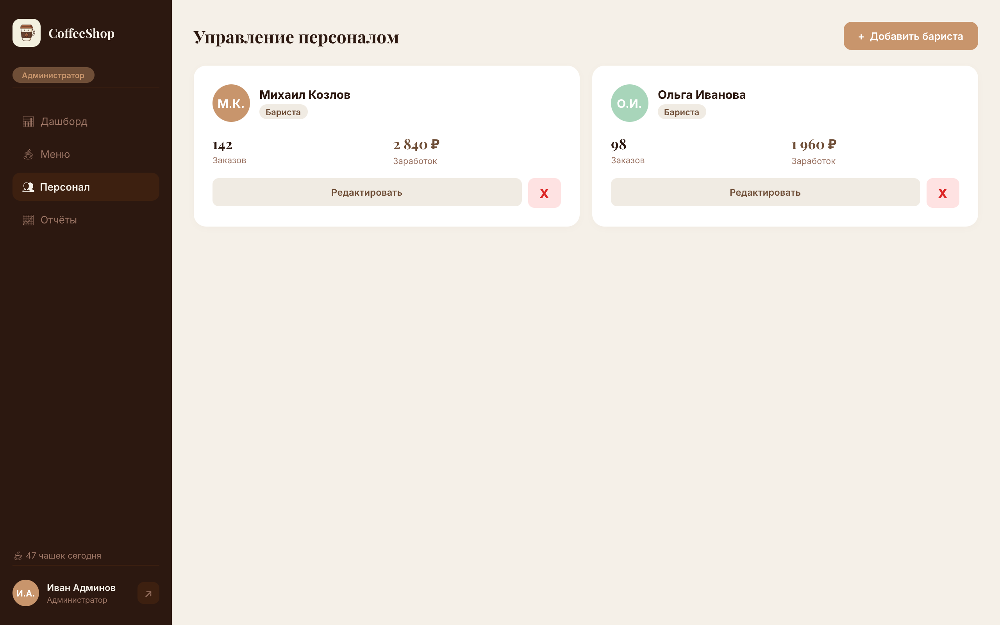 CoffeeShop
Администратор
Дашборд
Меню
Персонал
Отчёты
47 чашек сегодня
И.А.
Иван Админов
Администратор
Управление персоналом
+ Добавить бариста
М.К.
Михаил Козлов
Бариста
142
Заказов
2 840 ₽
Заработок
Редактировать
X
О.И.
Ольга Иванова
Бариста
98
Заказов
1 960 ₽
Заработок
Редактировать
X